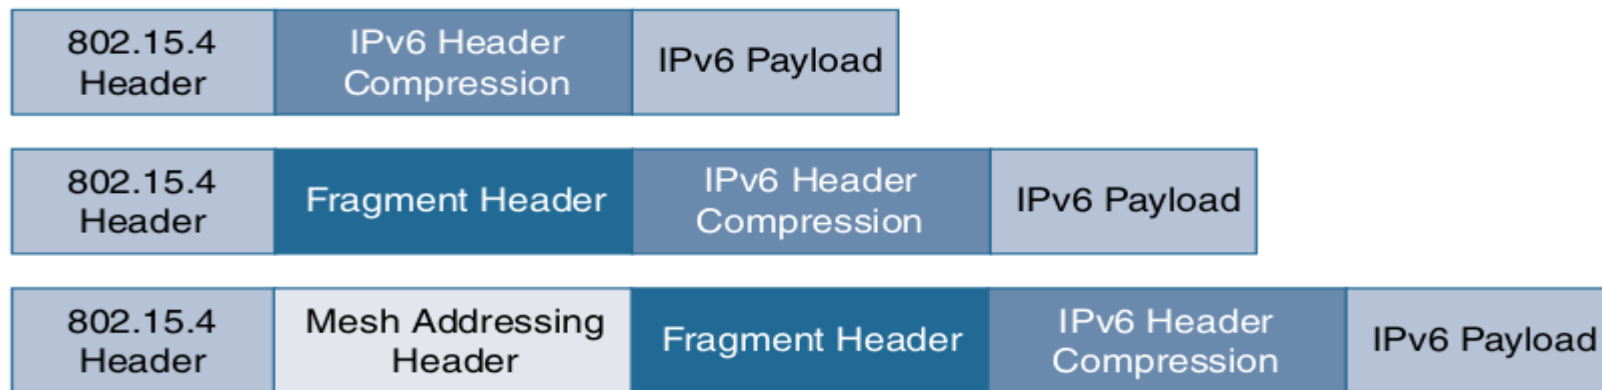 802.15.4
Header
IPv6 Header
Compression
IPv6 Payload
802.15.4
Header
Fragment Header
IPv6 Header
Compression
IPv6 Payload
802.15.4
Header
Mesh Addressing
Header
Fragment Header
IPv6 Header
Compression
IPv6 Payload